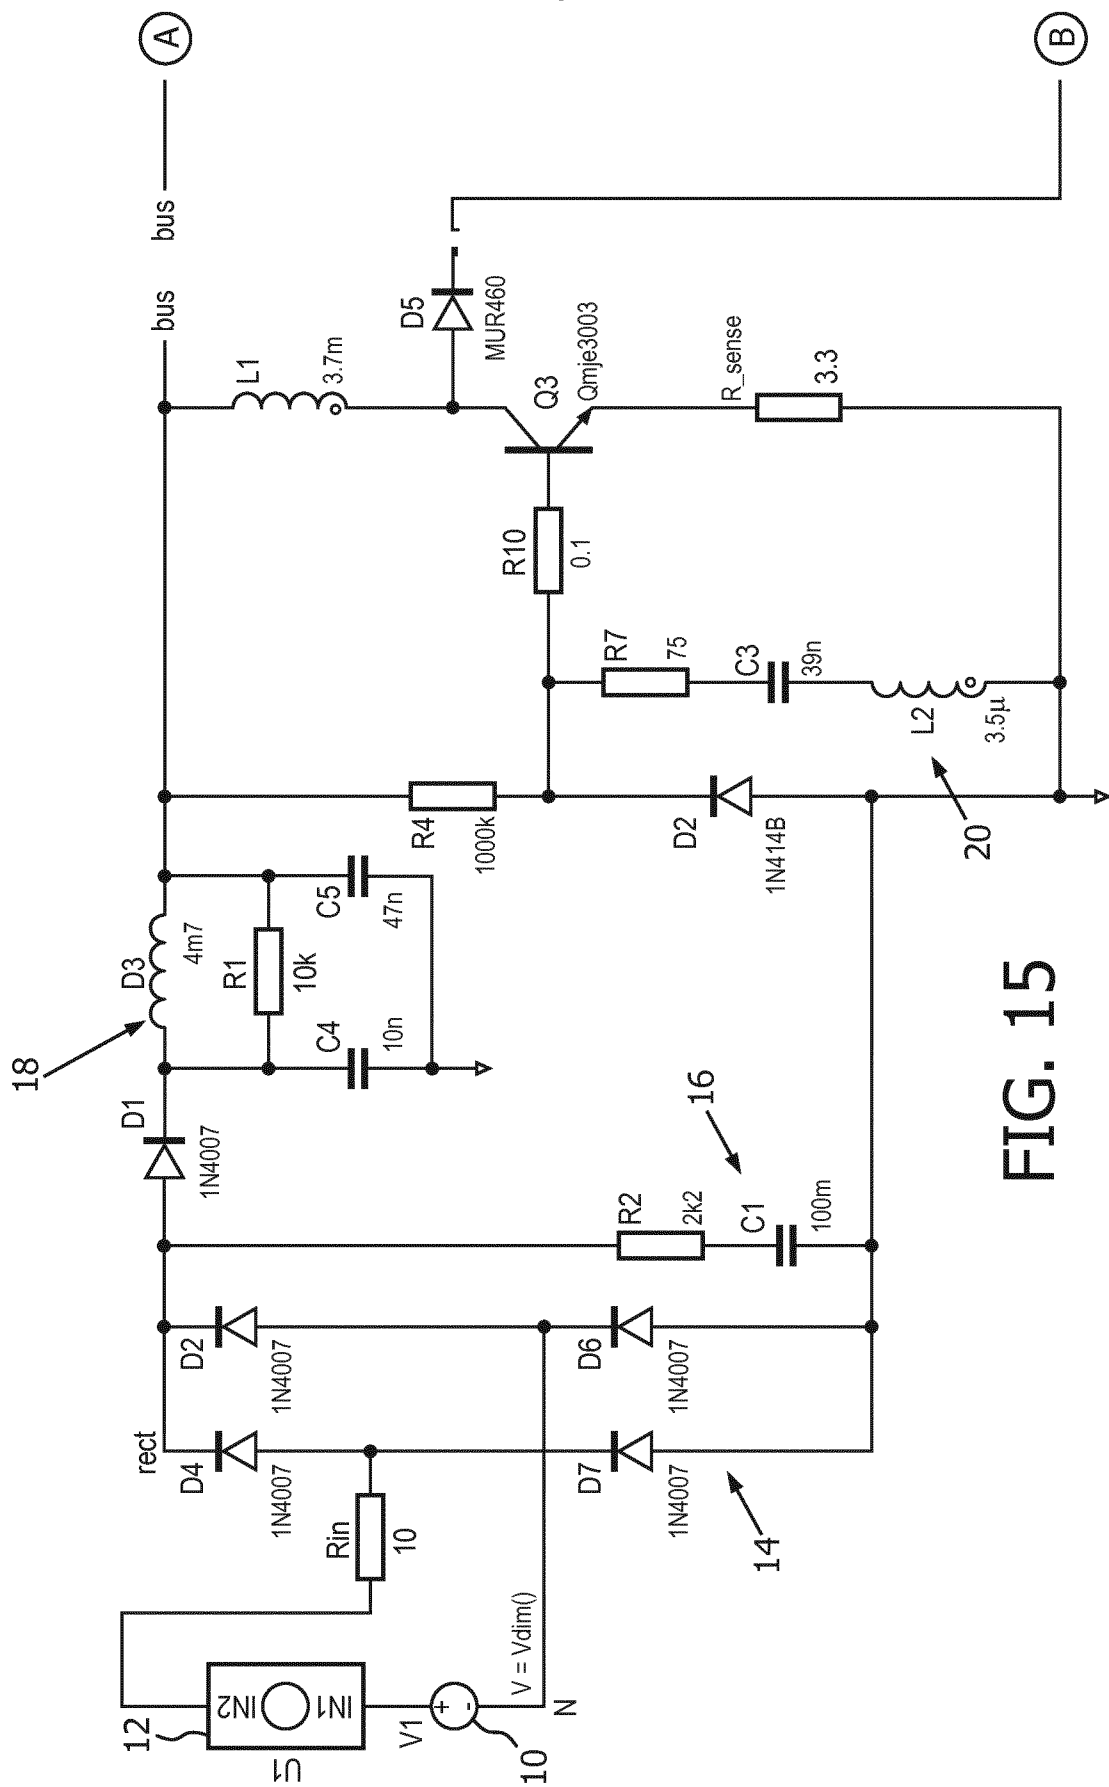 A
B
bus
bus
L1
3.7m
D5
MUR460
Q3
Qmje3003
R_sense
3.3
R10
0.1
R7
75
C3
39n
L2
3.5µ
20
R4
1000k
D2
1N414B
18
D3
4m7
R1
10k
C5
47n
C4
10n
D1
1N4007
16
R2
2k2
C1
100m
rect
D2
1N4007
D6
1N4007
D4
1N4007
D7
1N4007
14
Rin
10
12
U1
IN2
IN1
V1
+
-
10
V = Vdim()
N
FIG. 15